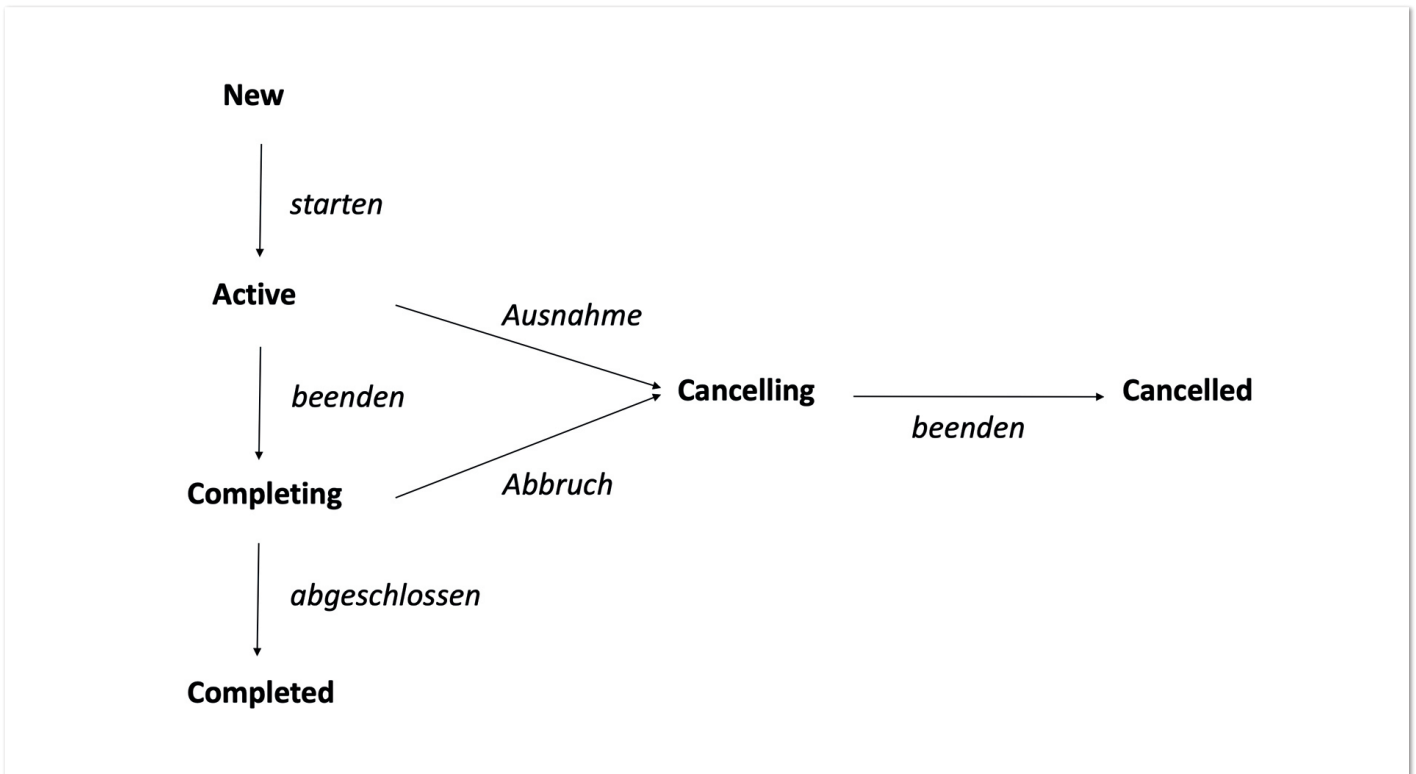 New
starten
Active
Ausnahme
beenden
Cancelling
Cancelled
beenden
Completing
Abbruch
abgeschlossen
Completed